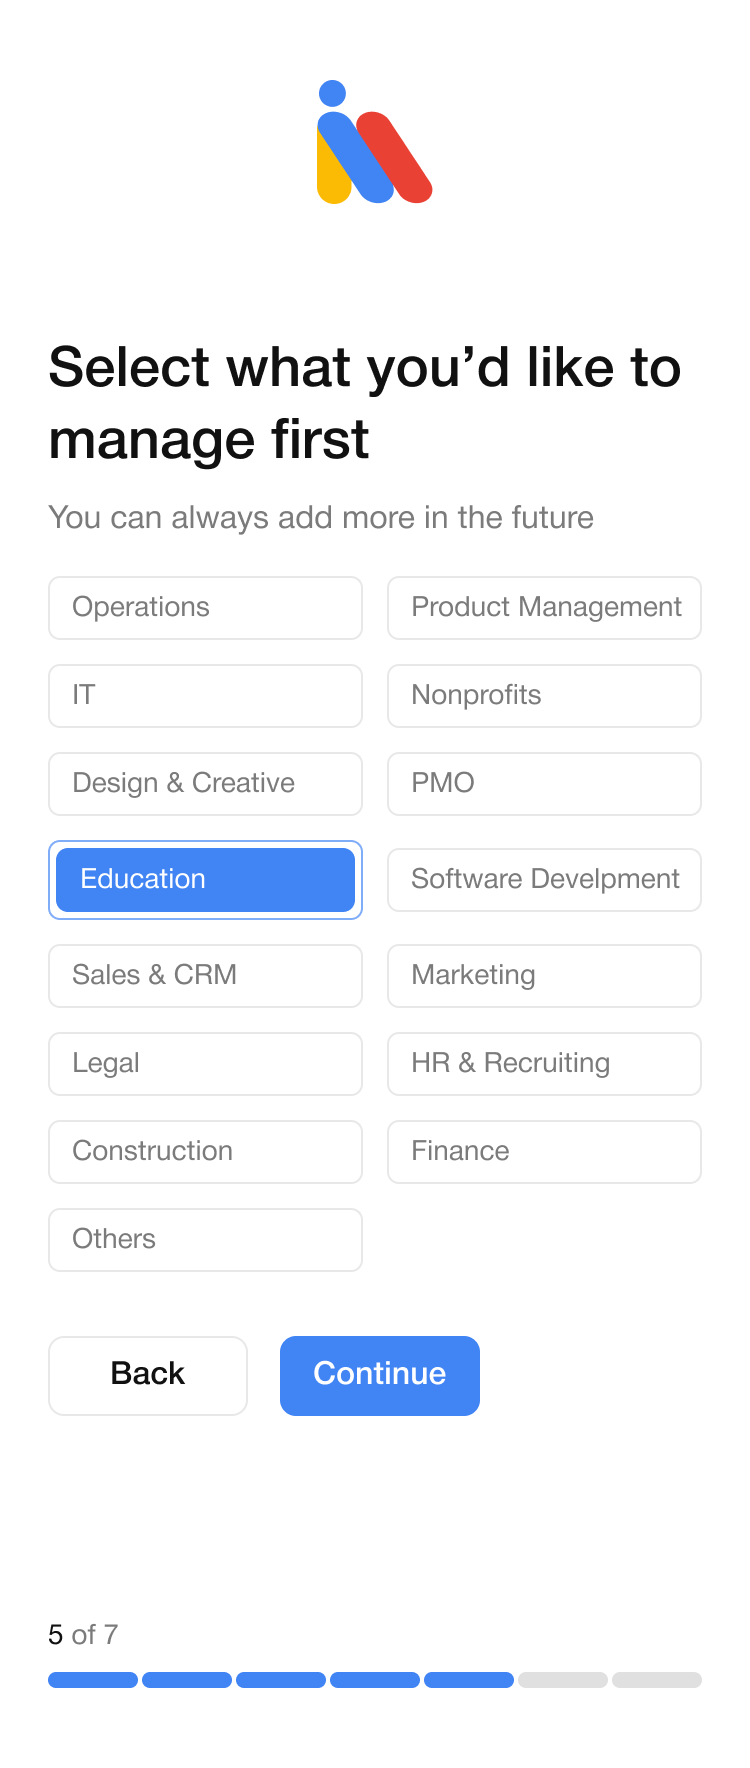 Select what you’d like to
manage first
You can always add more in the future
Operations
Product Management
IT
Nonprofits
Design & Creative
PMO
Education
Software Develpment
Sales & CRM
Marketing
Legal
HR & Recruiting
Construction
Finance
Others
Back
Continue
5 of 7